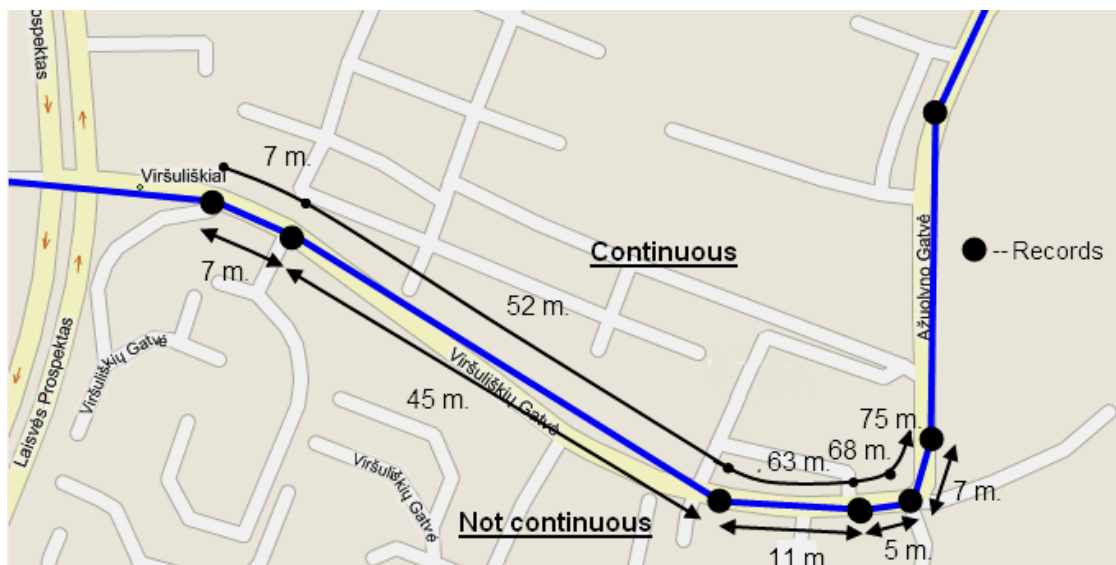 ospektas
Viršuliškiai
7 m.
7 m.
Continuous
-- Records
Ažuolyno Gatvė
52 m.
Viršuliškių Gatvė
Viršuliškių Gatvė
45 m.
Laisvės Prospektas
75 m.
68 m.
63 m.
Viršuliškių Gatvė
7 m.
Not continuous
11 m.
5 m.